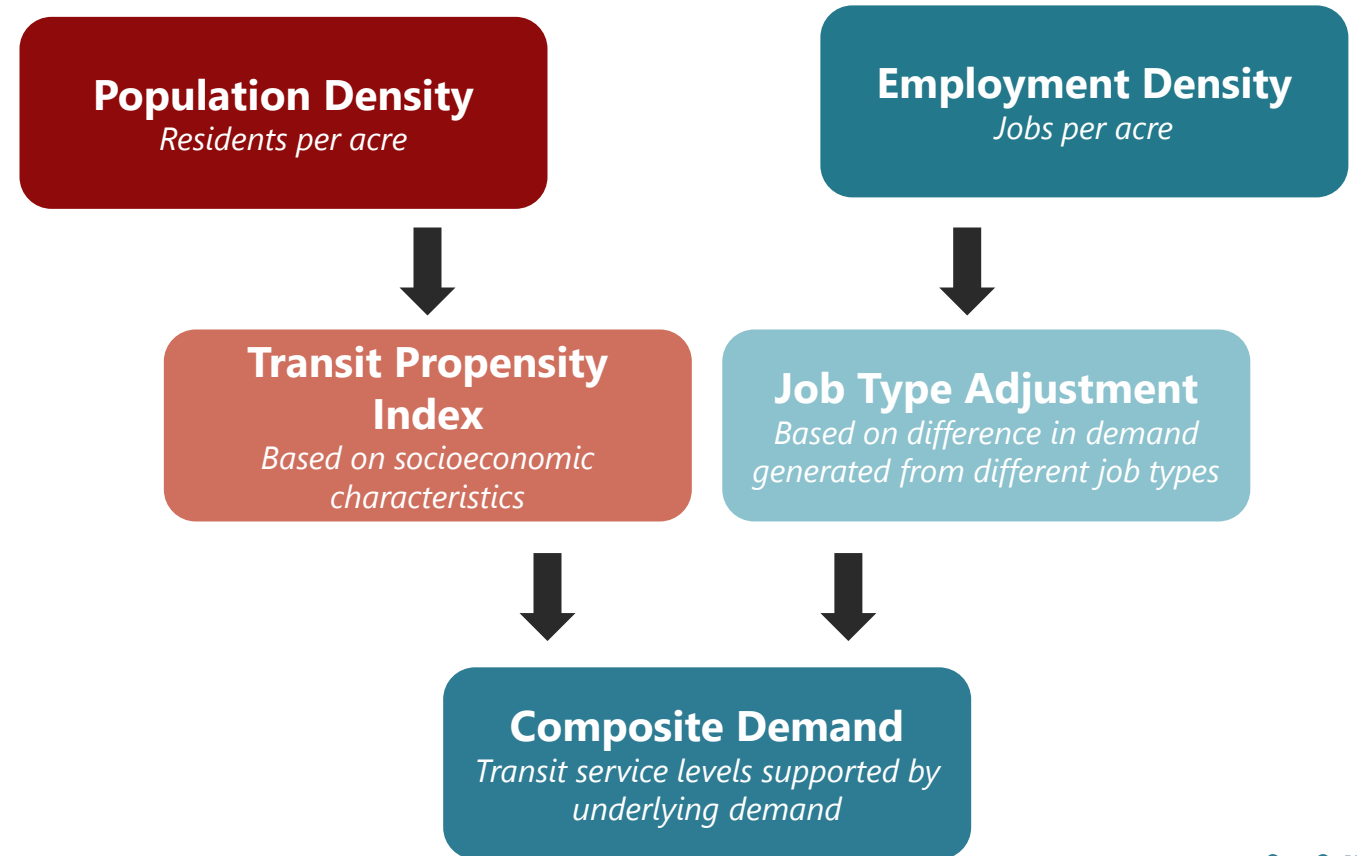 Population Density
Residents per acre
Employment Density
Jobs per acre
Transit Propensity
Index
Based on socioeconomic
characteristics
Job Type Adjustment
Based on difference in demand
generated from different job types
Composite Demand
Transit service levels supported by
underlying demand